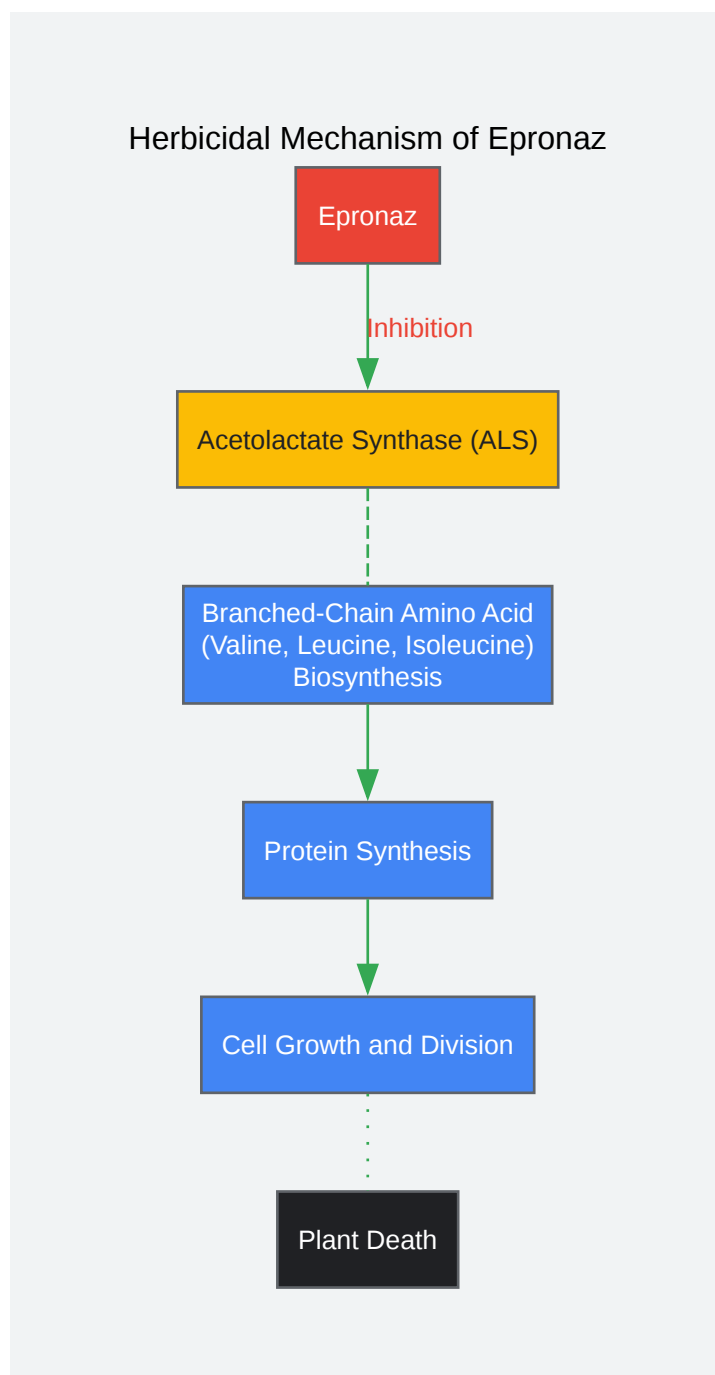 Herbicidal Mechanism of Epronaz
Epronaz
Inhibition
Acetolactate Synthase (ALS)
Branched-Chain Amino Acid
(Valine, Leucine, Isoleucine)
Biosynthesis
Protein Synthesis
Cell Growth and Division
Plant Death